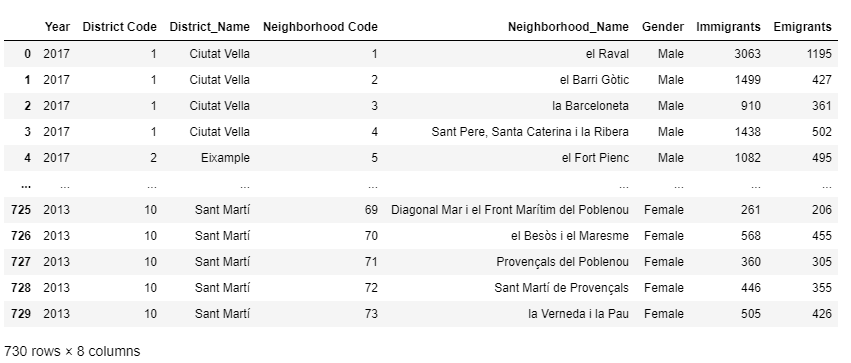 Year District Code District_Name Neighborhood Code Neighborhood_Name Gender Immigrants Emigrants
0 2017 1 Ciutat Vella 1 el Raval Male 3063 1195
1 2017 1 Ciutat Vella 2 el Barri Gòtic Male 1499 427
2 2017 1 Ciutat Vella 3 la Barceloneta Male 910 361
3 2017 1 Ciutat Vella 4 Sant Pere, Santa Caterina i la Ribera Male 1438 502
4 2017 2 Eixample 5 el Fort Pienc Male 1082 495
... ... ... ... ... ... ... ... ...
725 2013 10 Sant Martí 69 Diagonal Mar i el Front Marítim del Poblenou Female 261 206
726 2013 10 Sant Martí 70 el Besòs i el Maresme Female 568 455
727 2013 10 Sant Martí 71 Provençals del Poblenou Female 360 305
728 2013 10 Sant Martí 72 Sant Martí de Provençals Female 446 355
729 2013 10 Sant Martí 73 la Verneda i la Pau Female 505 426
730 rows × 8 columns